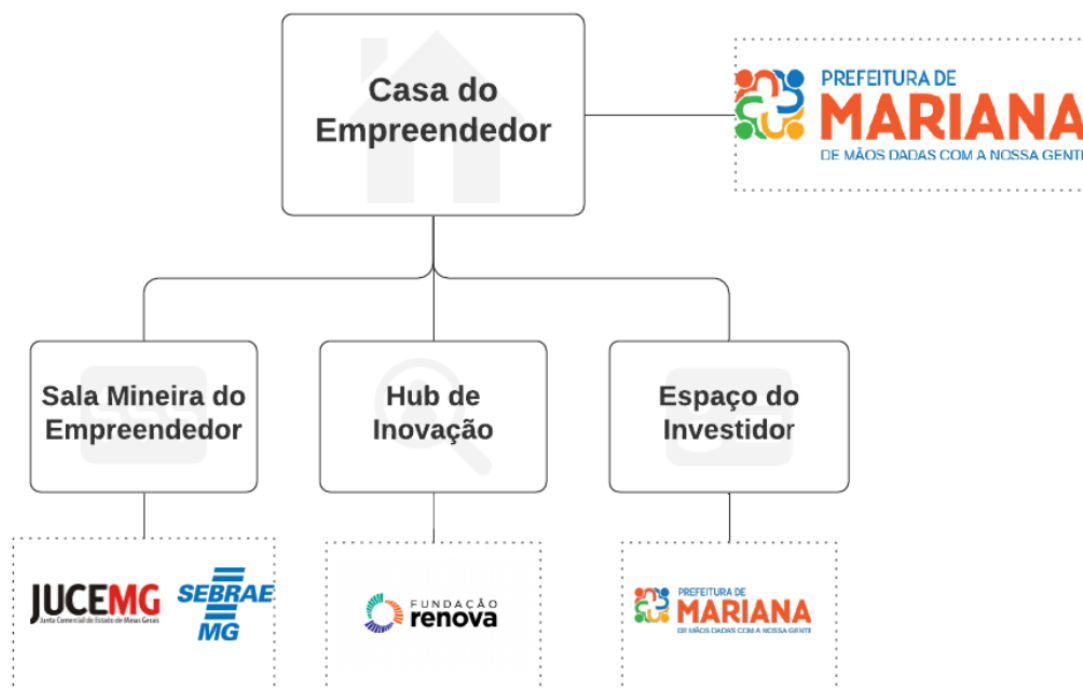 Casa do
Empreendedor
PREFEITURA DE
MARIANA
DE MÃOS DADAS COM A NOSSA GENTE
Sala Mineira do
Empreendedor
Hub de
Inovação
Espaço do
Investidor
JUCEMG
Junta Comercial do Estado de Minas Gerais
SEBRAE
MG
FUNDAÇÃO
renova
PREFEITURA DE
MARIANA
DE MÃOS DADAS COM A NOSSA GENTE